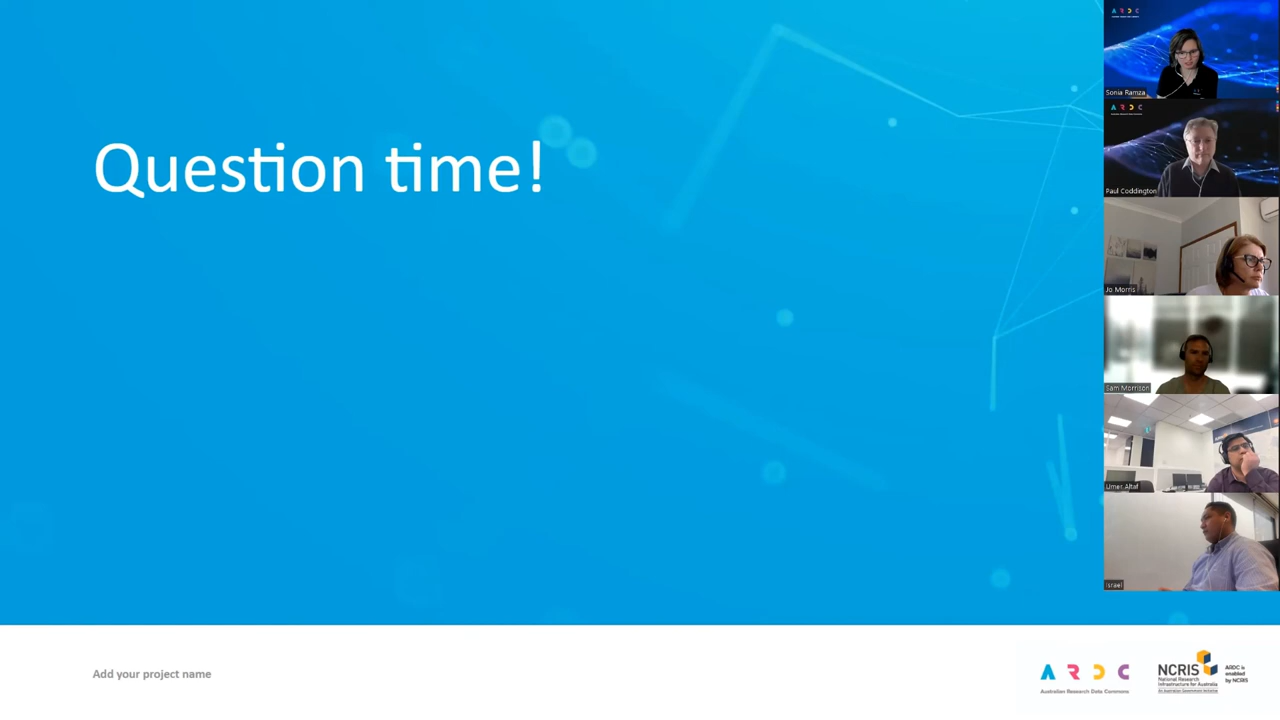 Question time!
A R D C
Sonia Ramza
A R D C
Paul Coddington
Jo Morris
Sam Morrison
Umer Altaf
Israel
Add your project name
A R D C
Australian Research Data Commons
NCRIS
National Research
Infrastructure for Australia
An Australian Government Initiative
ARDC is
enabled
by NCRIS